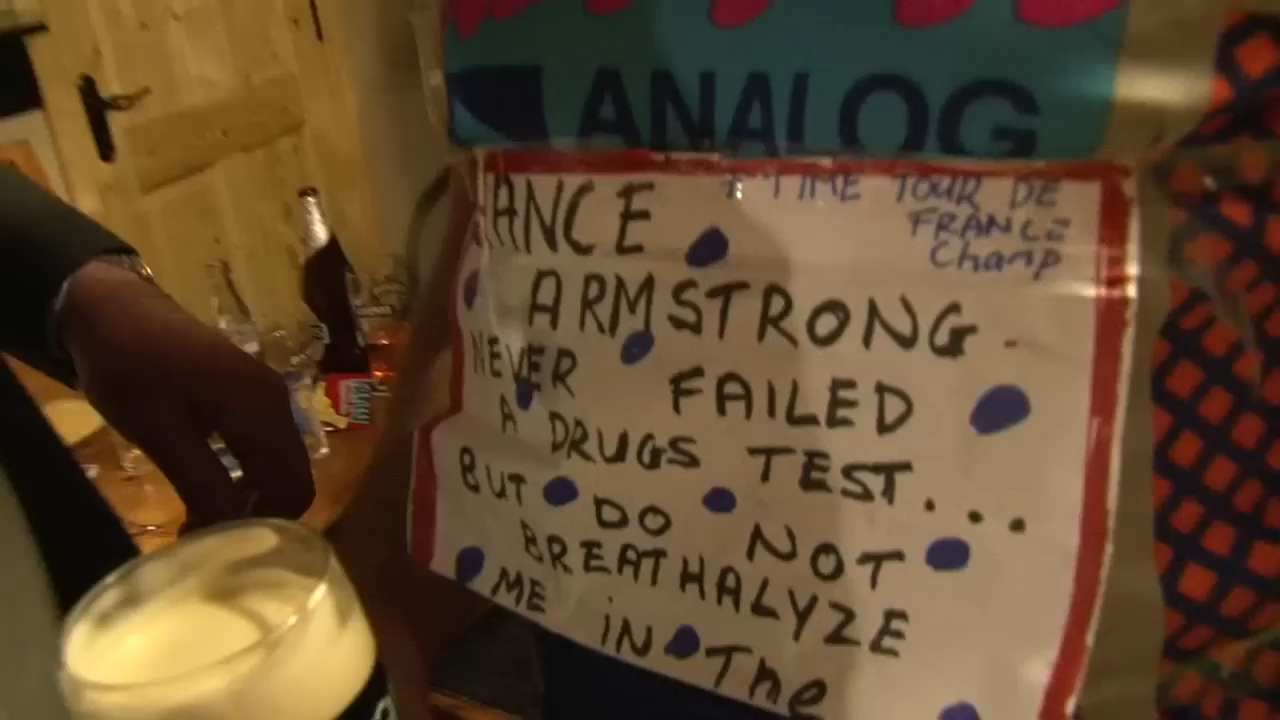 ANALOG
7 TIME TOUR DE
FRANCE
Champ
LANCE
ARMSTRONG
NEVER FAILED
A DRUGS TEST...
BUT DO NOT
BREATHALYZE
ME iN The